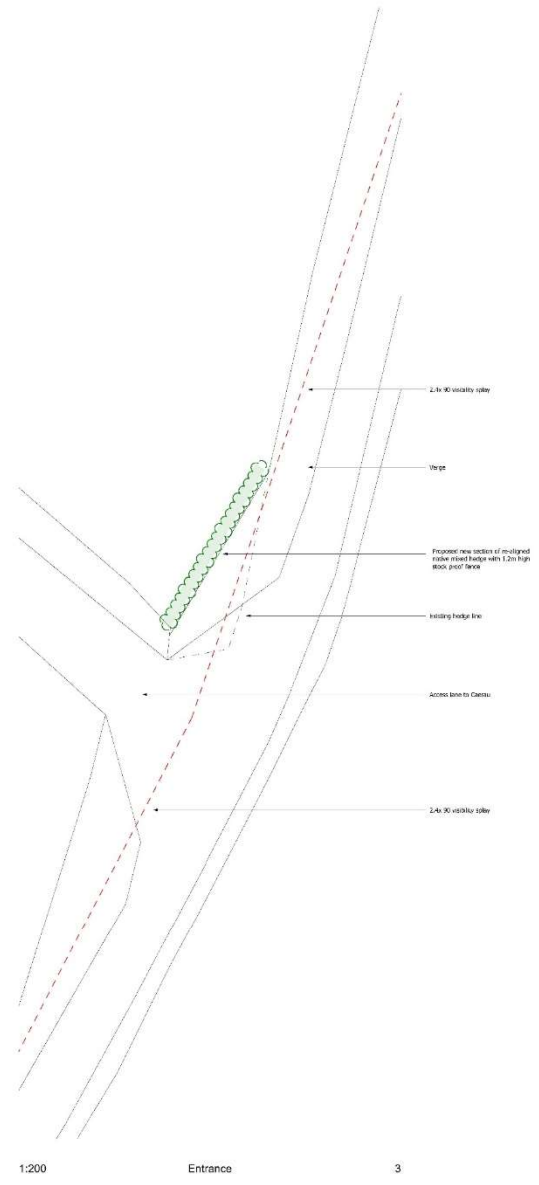 2.4x 90 visibility splay
Verge
Proposed new section of re-aligned
native mixed hedge with 1.2m high
stock proof fence
Existing hedge line
Access lane to Caerau
2.4x 90 visibility splay
1:200 Entrance 3